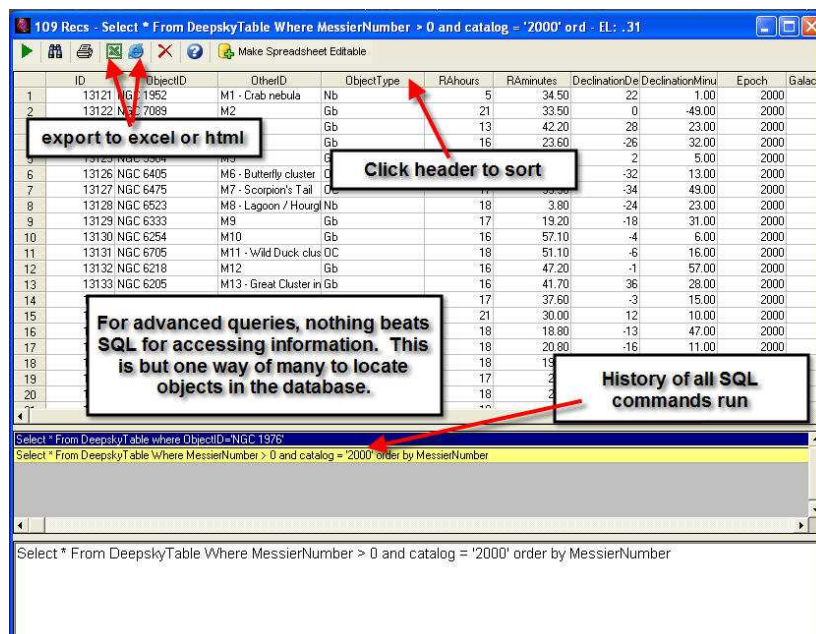 109 Recs - Select * From DeepskyTable Where MessierNumber > 0 and catalog = '2000' ord - EL: .31
Make Spreadsheet Editable
ID ObjectID OtherID ObjectType RAhours RAminutes DeclinationDe DeclinationMinu Epoch Galac
1 13121 NGC 1952 M1 - Crab nebula Nb 5 34.50 22 1.00 2000
2 13122 NGC 7089 M2 Gb 21 33.50 0 -49.00 2000
export to excel or html
Gb 13 42.20 28 23.00 2000
Gb 16 23.60 -26 32.00 2000
2 5.00 2000
Click header to sort
6 13126 NGC 6405 M6 - Butterfly cluster -32 13.00 2000
7 13127 NGC 6475 M7 - Scorpion's Tail -34 49.00 2000
8 13128 NGC 6523 M8 - Lagoon / Hourgl Nb 18 3.80 -24 23.00 2000
9 13129 NGC 6333 M9 Gb 17 19.20 -18 31.00 2000
10 13130 NGC 6254 M10 Gb 16 57.10 -4 6.00 2000
11 13131 NGC 6705 M11 - Wild Duck clus OC 18 51.10 -6 16.00 2000
12 13132 NGC 6218 M12 Gb 16 47.20 -1 57.00 2000
13 13133 NGC 6205 M13 - Great Cluster in Gb 16 41.70 36 28.00 2000
14 17 37.60 -3 15.00 2000
15 21 30.00 12 10.00 2000
16 18 18.80 -13 47.00 2000
17 18 20.80 -16 11.00 2000
18 18
19 17
20 18
For advanced queries, nothing beats
SQL for accessing information. This
is but one way of many to locate
objects in the database.
History of all SQL
commands run
Select * From DeepskyTable where ObjectID='NGC 1976'
Select * From DeepskyTable Where MessierNumber > 0 and catalog = '2000' order by MessierNumber
Select * From DeepskyTable Where MessierNumber > 0 and catalog = '2000' order by MessierNumber